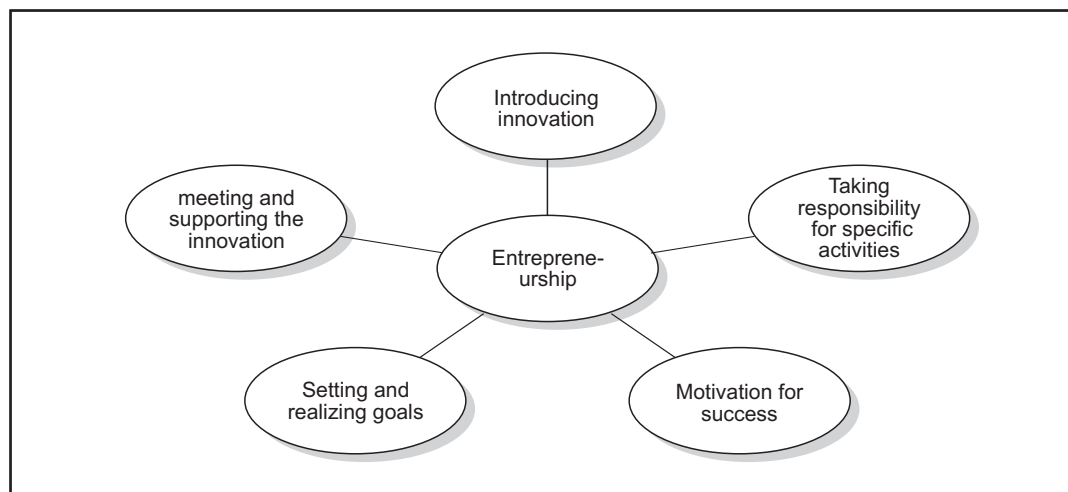 Introducing
innovation
meeting and
supporting the
innovation
Taking
responsibility
for specific
activities
Entreprene-
urship
Setting and
realizing goals
Motivation for
success